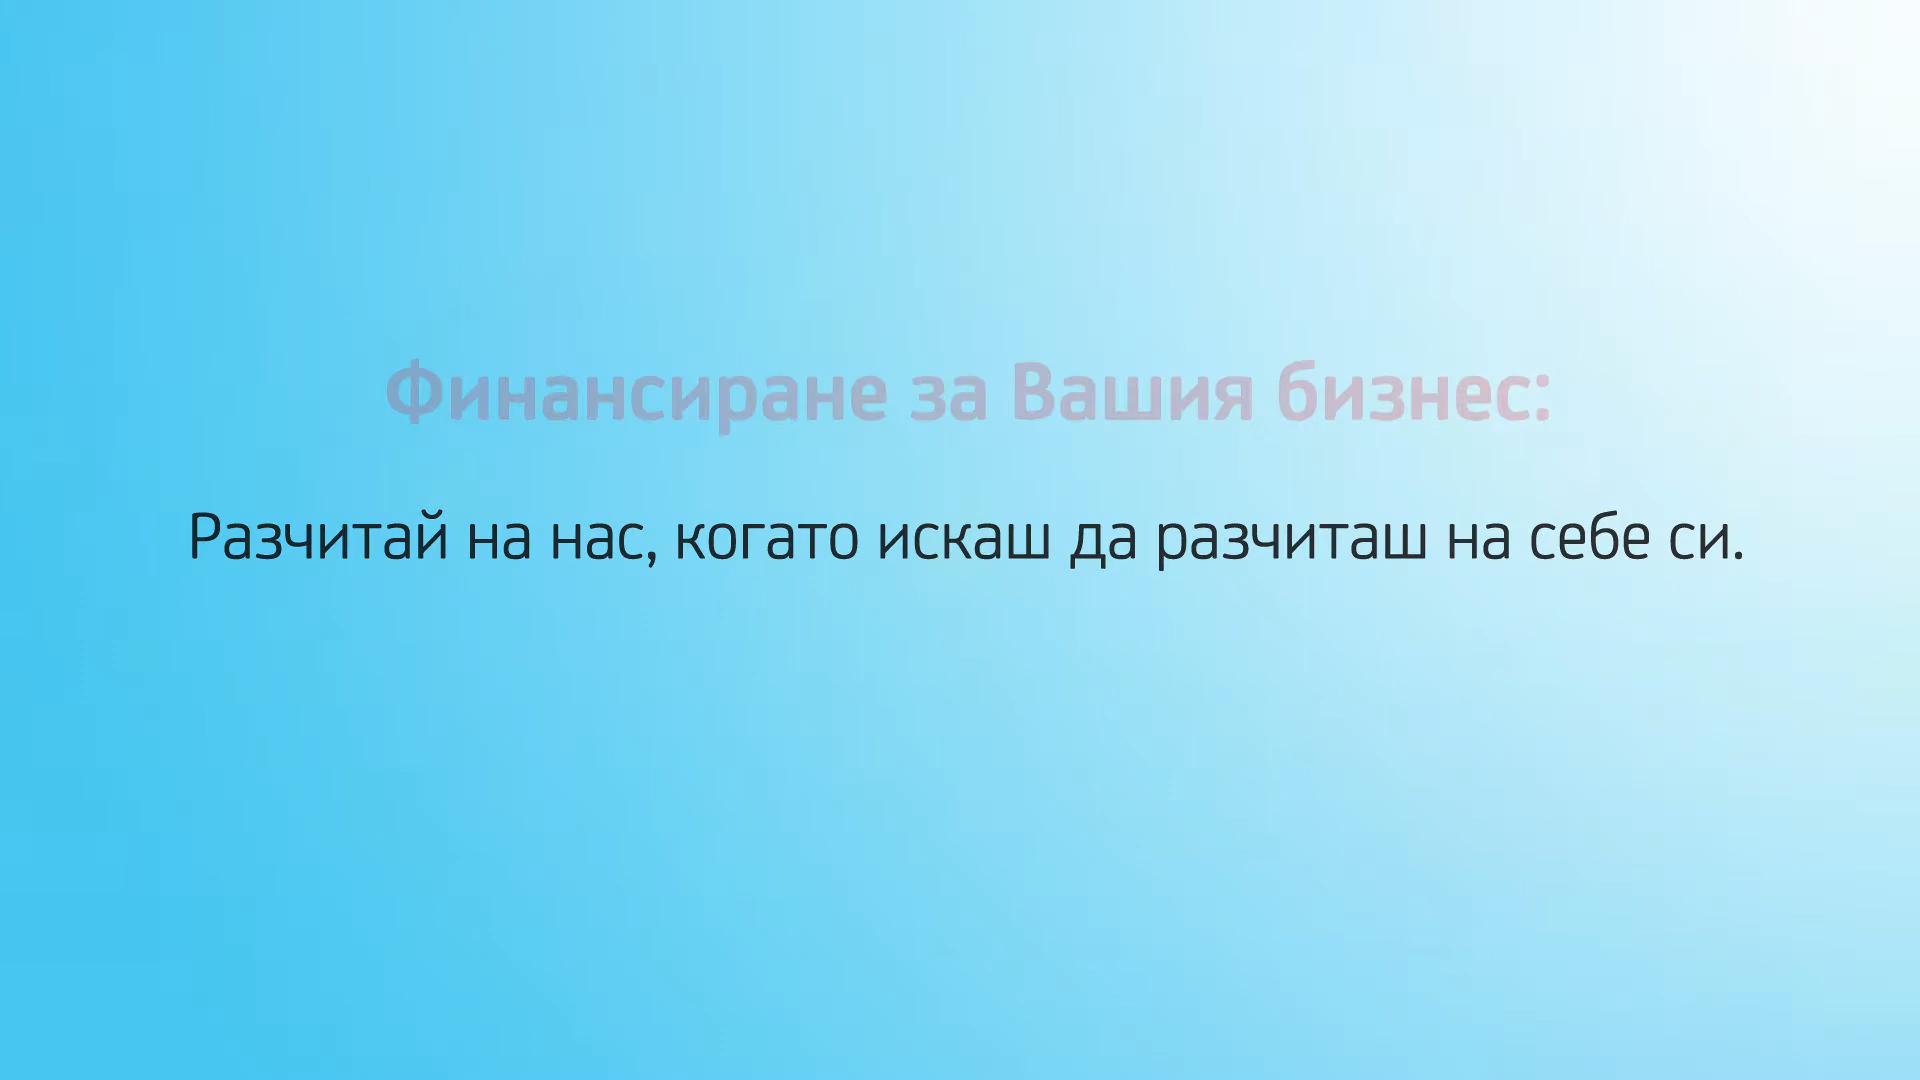 Финансиране за Вашия бизнес:
Разчитай на нас, когато искаш да разчиташ на себе си.